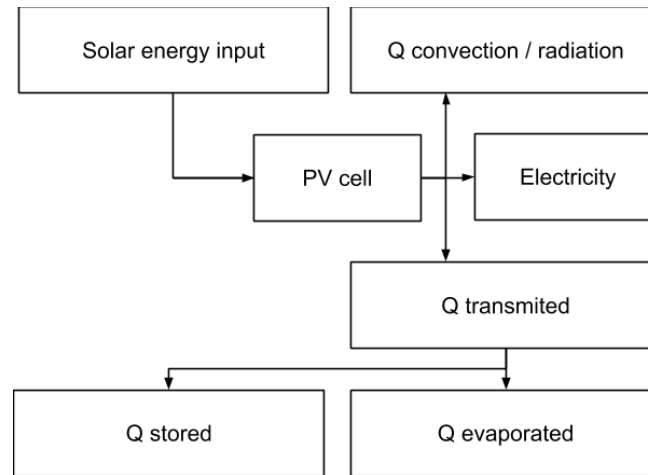 Solar energy input
Q convection / radiation
PV cell
Electricity
Q transmited
Q stored
Q evaporated